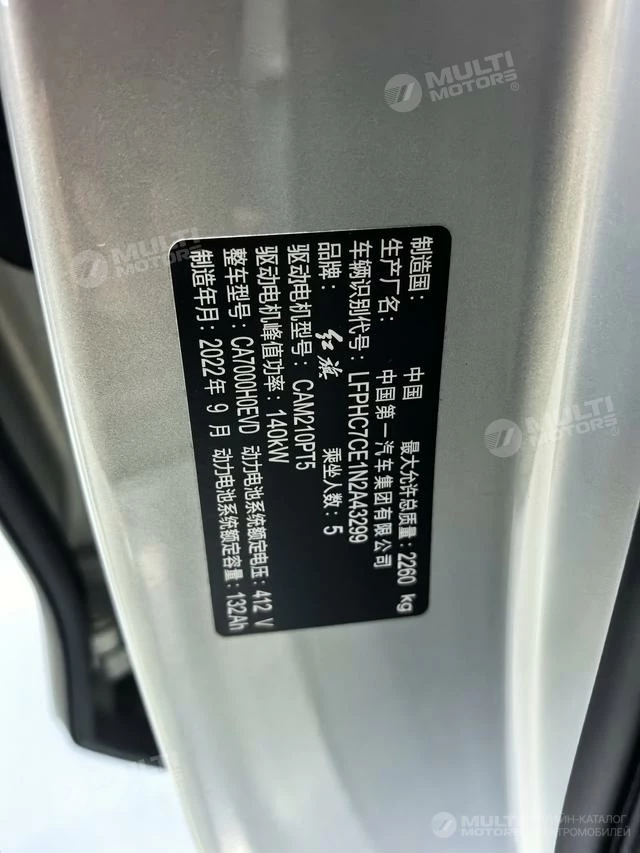 制造国: 中国 最大允许总质量: 2260 kg
生产厂名: 中国第一汽车集团有限公司
车辆识别代号: LFPHC7CE1N2A43299
品牌: 红旗 乘坐人数: 5
驱动电机型号: CAM210PT5
驱动电机峰值功率: 140kW
整车型号: CA7000H0EVD 动力电池系统额定电压: 412 V
制造年月: 2022年 9月 动力电池系统额定容量: 132Ah
MULTI
MOTORS®
MULTI
MOTORS
MULTI
MOTORS
MULTI ОНЛАЙН-КАТАЛОГ
MOTORS ЭЛЕКТРОМОБИЛЕЙ